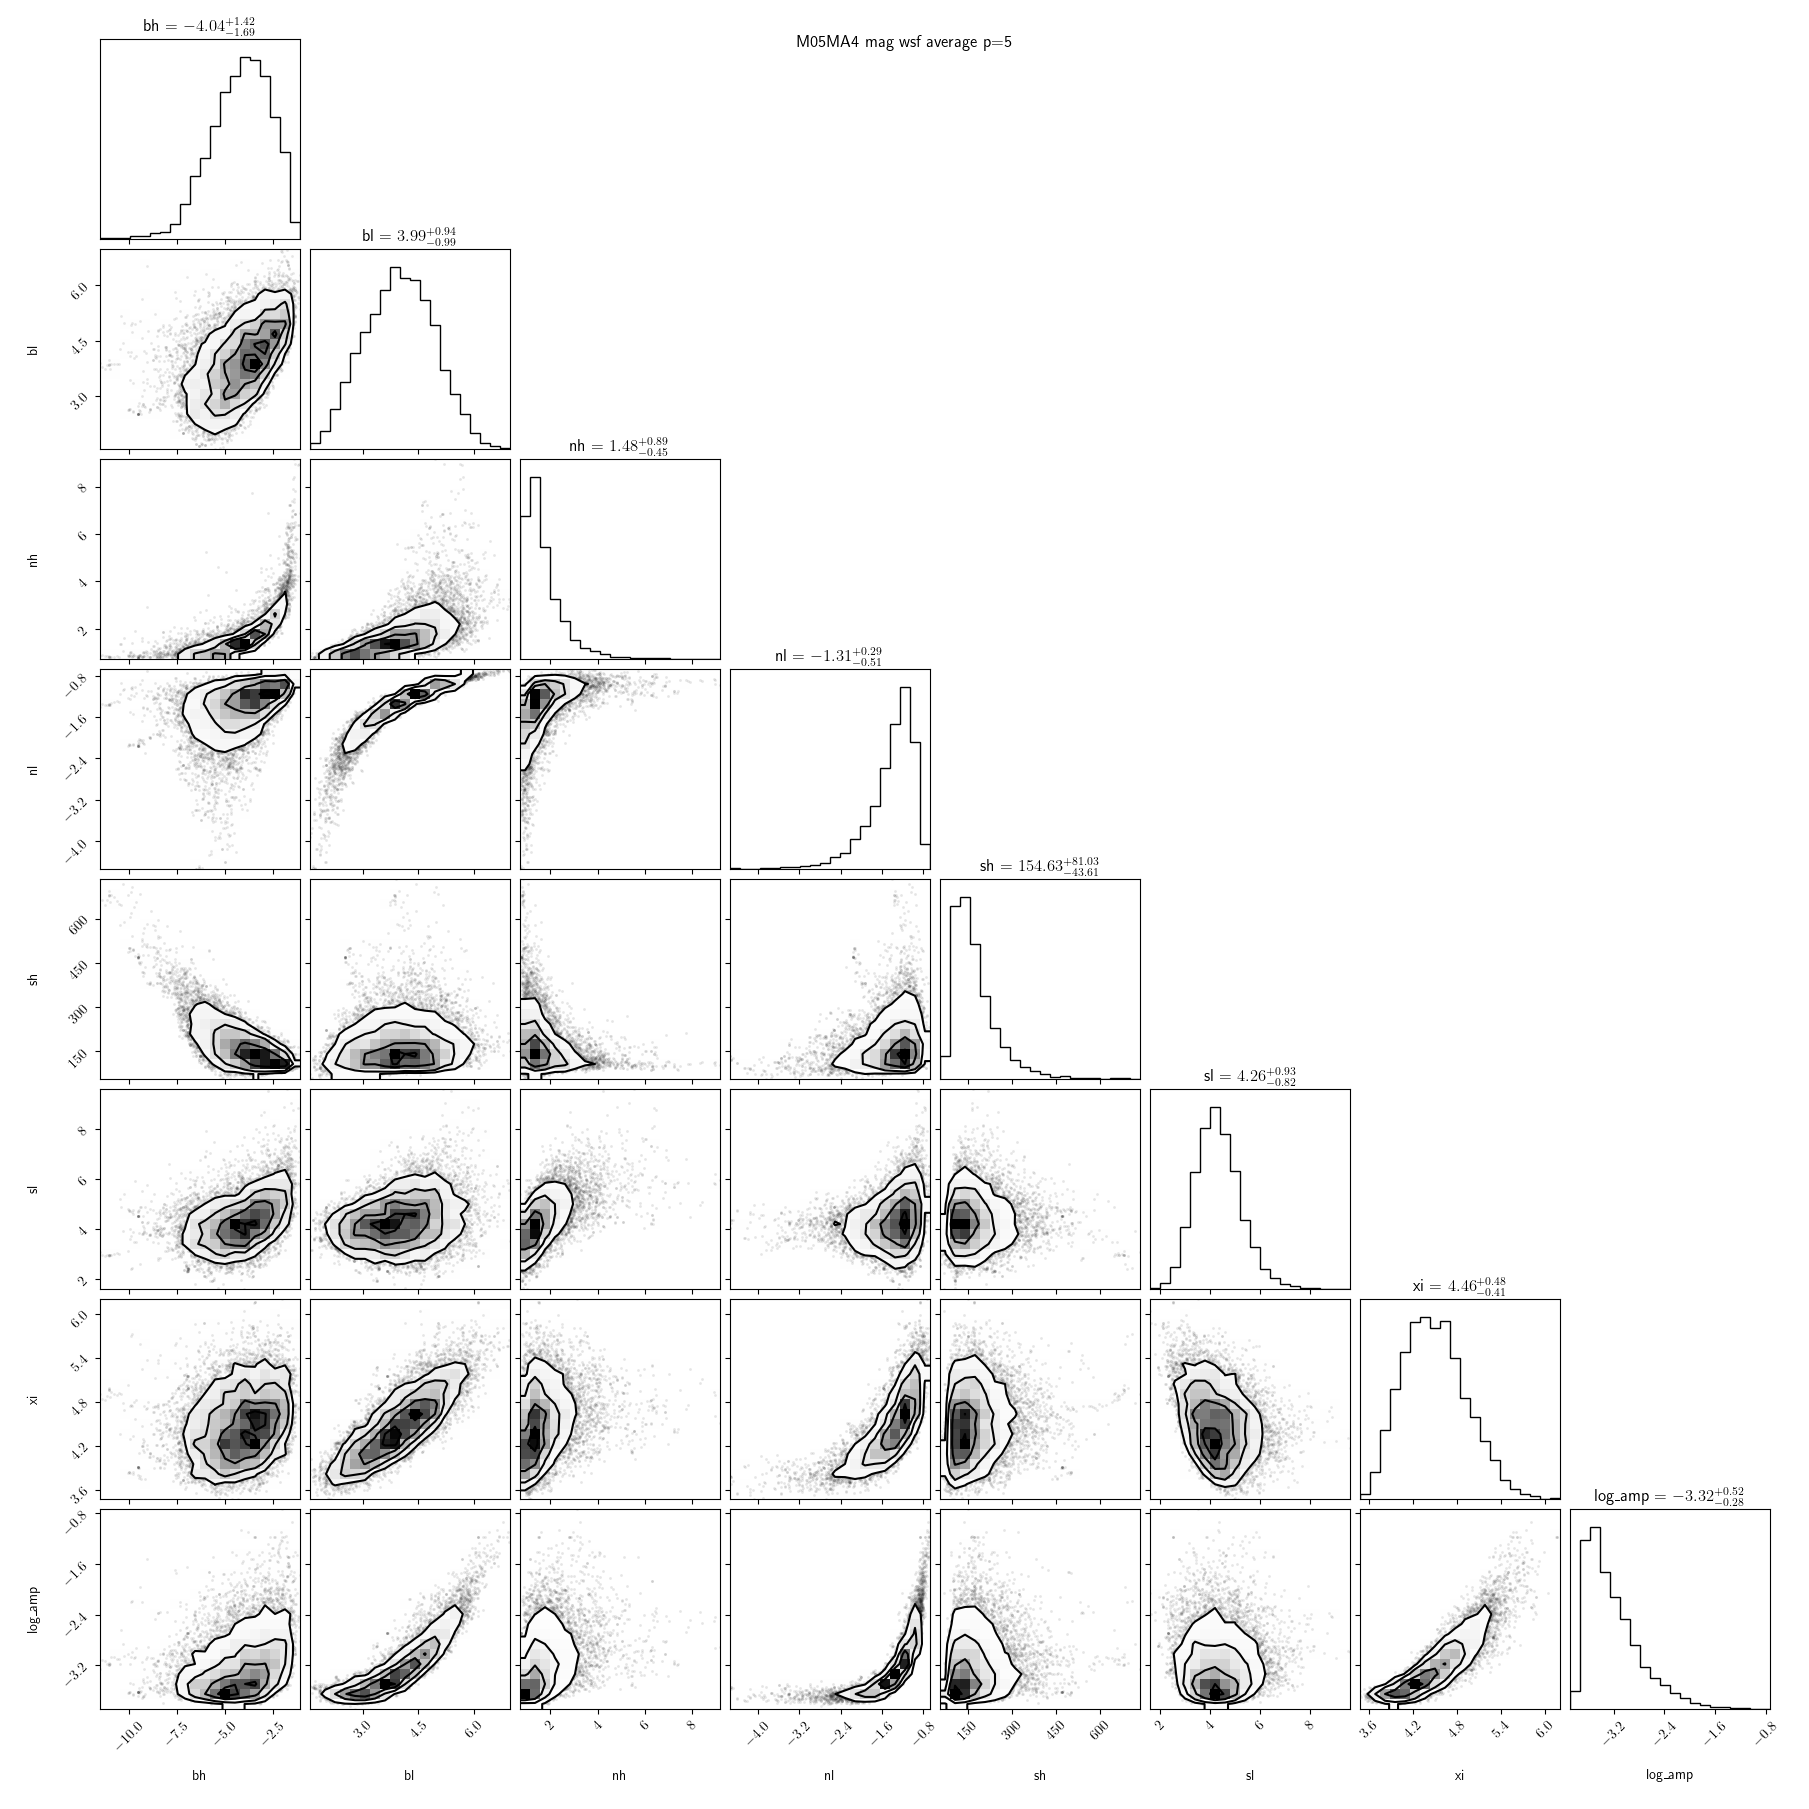 bh = −4.04^{+1.42}_{−1.69}
M05MA4 mag wsf average p=5
bl = 3.99^{+0.94}_{−0.99}
bl
6.0
4.5
3.0
nh = 1.48^{+0.89}_{−0.45}
nh
8
6
4
2
nl = −1.31^{+0.29}_{−0.51}
nl
−0.8
−1.6
−2.4
−3.2
−4.0
sh = 154.63^{+81.03}_{−43.61}
sh
600
450
300
150
sl = 4.26^{+0.93}_{−0.82}
sl
8
6
4
2
xi = 4.46^{+0.48}_{−0.41}
xi
6.0
5.4
4.8
4.2
3.6
log_amp = −3.32^{+0.52}_{−0.28}
log_amp
−0.8
−1.6
−2.4
−3.2
−10.0 −7.5 −5.0 −2.5 3.0 4.5 6.0 2 4 6 8 −4.0 −3.2 −2.4 −1.6 −0.8 150 300 450 600 2 4 6 8 3.6 4.2 4.8 5.4 6.0 −3.2 −2.4 −1.6 −0.8
bh bl nh nl sh sl xi log_amp